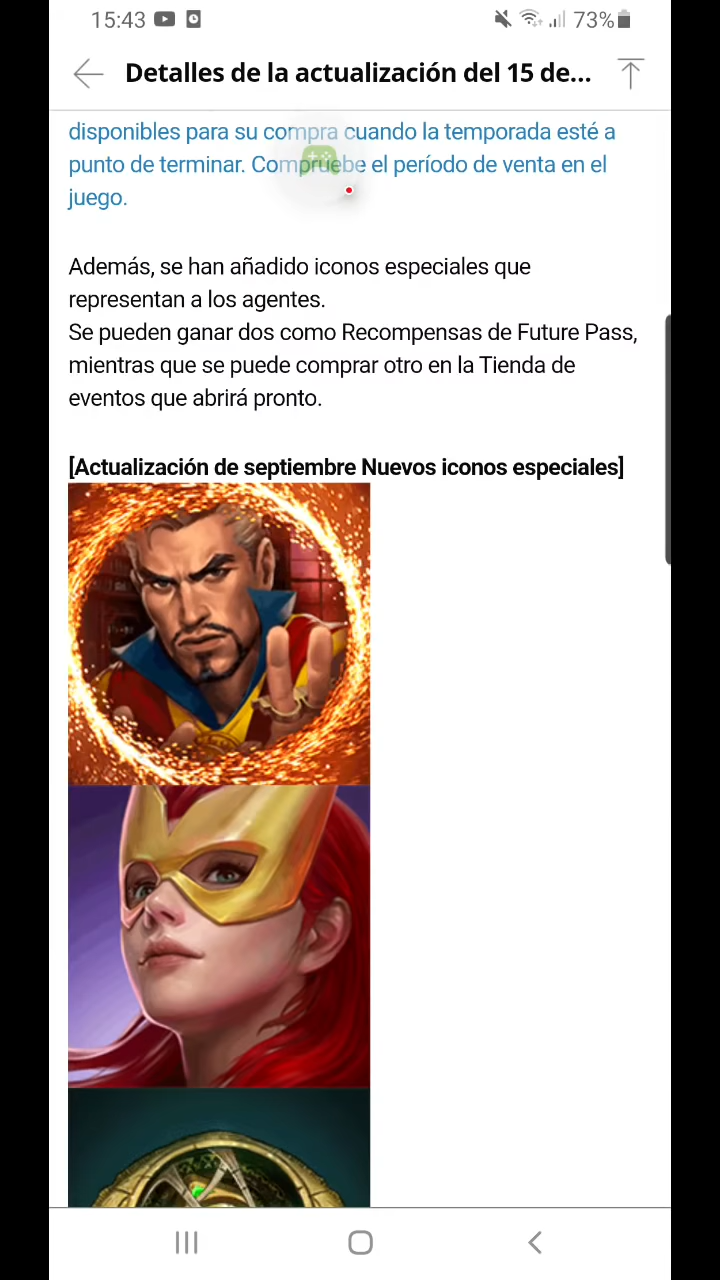 15:43
73%
Detalles de la actualización del 15 de...
disponibles para su compra cuando la temporada esté a
punto de terminar. Compruebe el período de venta en el
juego.
Además, se han añadido iconos especiales que
representan a los agentes.
Se pueden ganar dos como Recompensas de Future Pass,
mientras que se puede comprar otro en la Tienda de
eventos que abrirá pronto.
[Actualización de septiembre Nuevos iconos especiales]